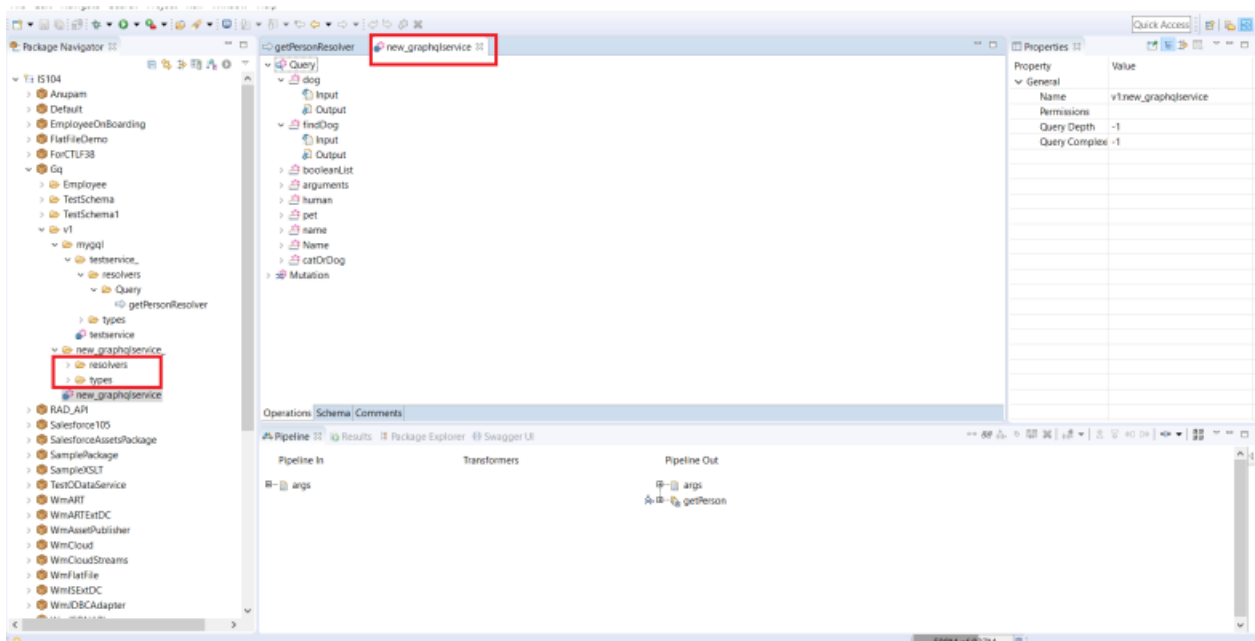 Quick Access
Package Navigator
IS104
Anupam
Default
EmployeeOnBoarding
FlatFileDemo
ForCTLF38
Gq
Employee
TestSchema
TestSchema1
v1
mygql
testservice_
resolvers
Query
getPersonResolver
types
testservice
new_graphqlservice_
resolvers
types
new_graphqlservice
RAD_API
Salesforce105
SalesforceAssetsPackage
SamplePackage
SampleXSLT
TestODataService
WmART
WmARTExtDC
WmAssetPublisher
WmCloud
WmCloudStreams
WmFlatFile
WmISExtDC
WmJDBCAdapter
getPersonResolver new_graphqlservice
Query
dog
Input
Output
findDog
Input
Output
booleanList
arguments
human
pet
name
Name
catOrDog
Mutation
Operations Schema Comments
Properties
Property Value
General
Name v1:new_graphqlservice
Permissions
Query Depth -1
Query Complex -1
Pipeline Results Package Explorer Swagger UI
Pipeline In Transformers Pipeline Out
args args
getPerson